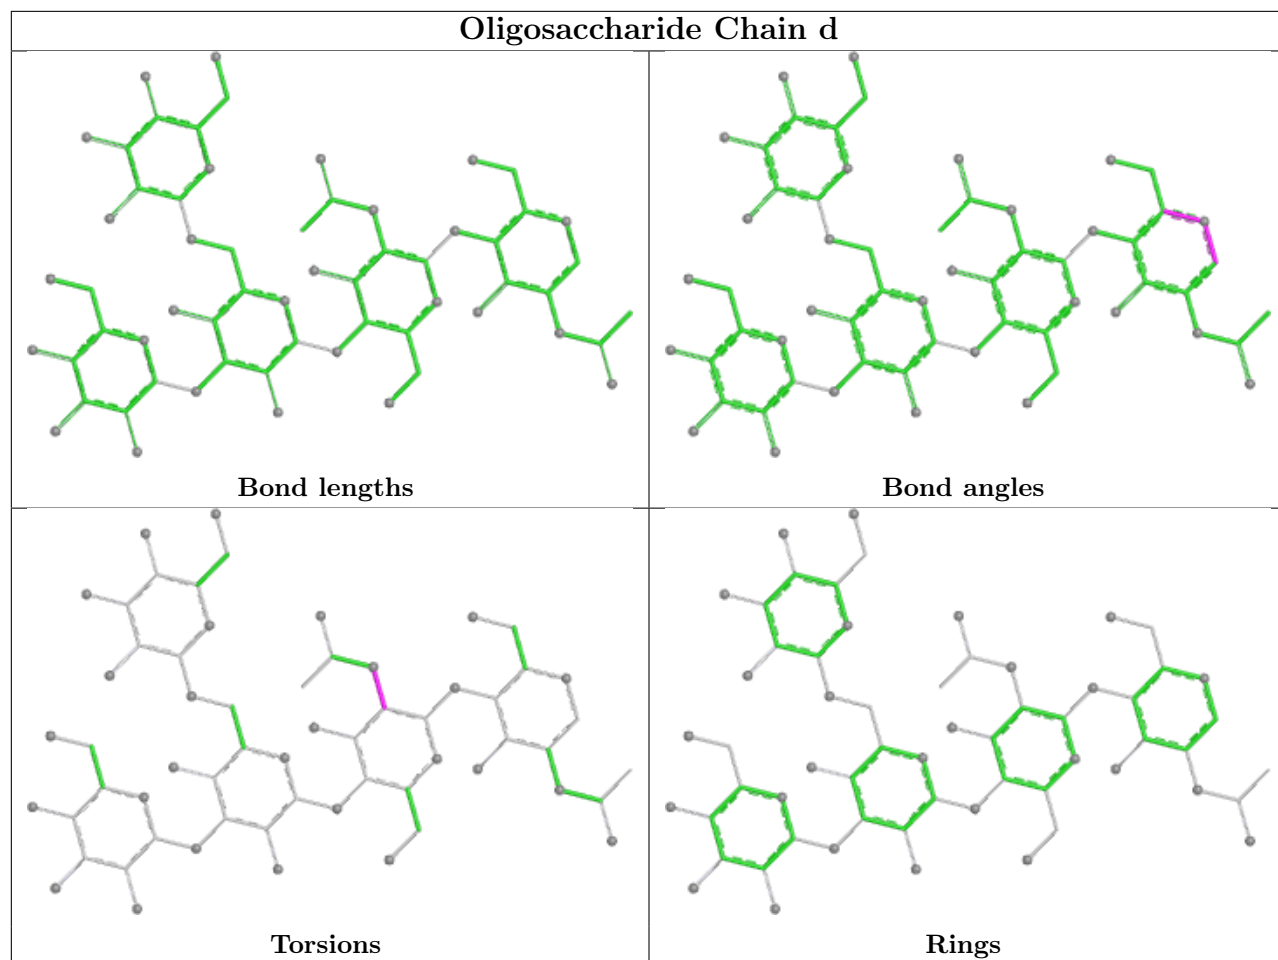 Oligosaccharide Chain d
Bond lengths
Bond angles
Torsions
Rings